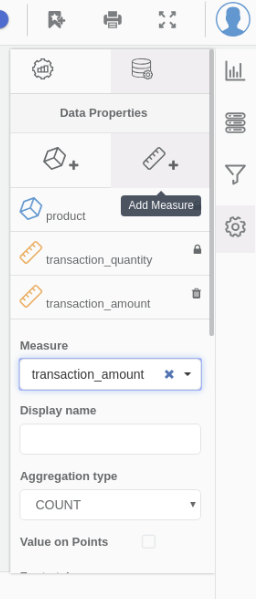 Data Properties
Add Measure
product
transaction_quantity
transaction_amount
Measure
transaction_amount
Display name
Aggregation type
COUNT
Value on Points